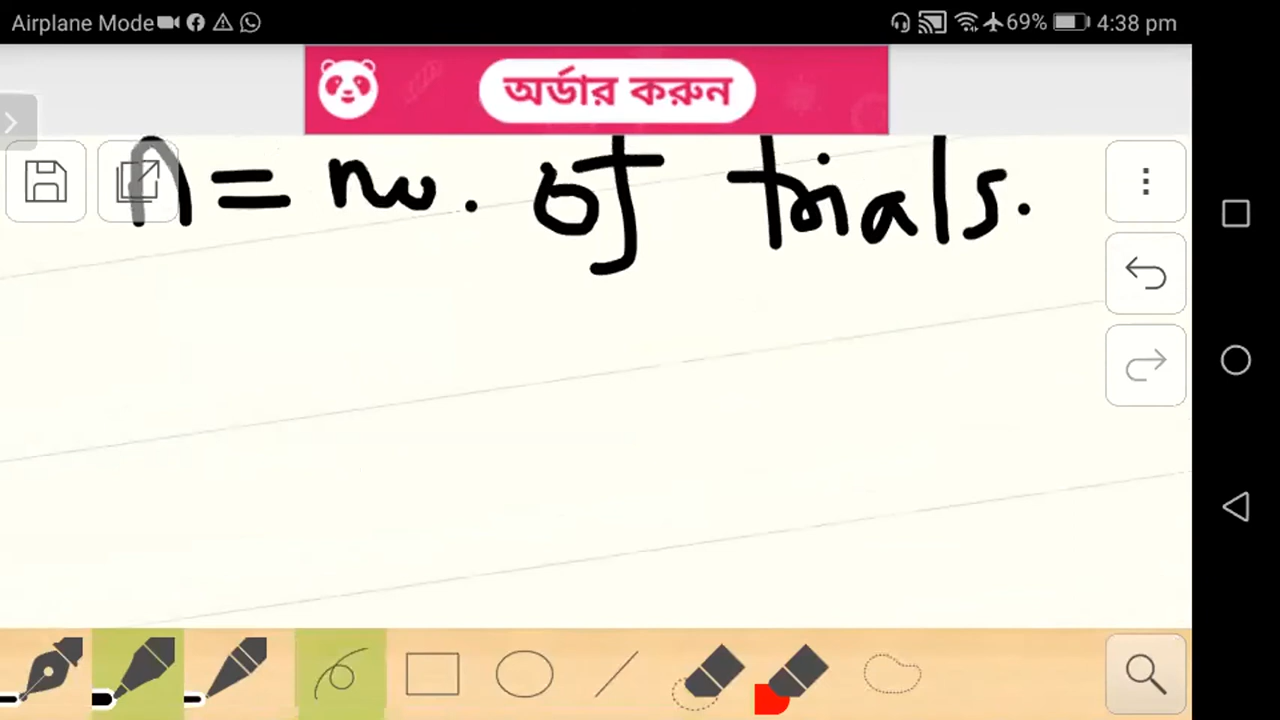 Airplane Mode 69% 4:38 pm
অর্ডার করুন
n = no. of trials.